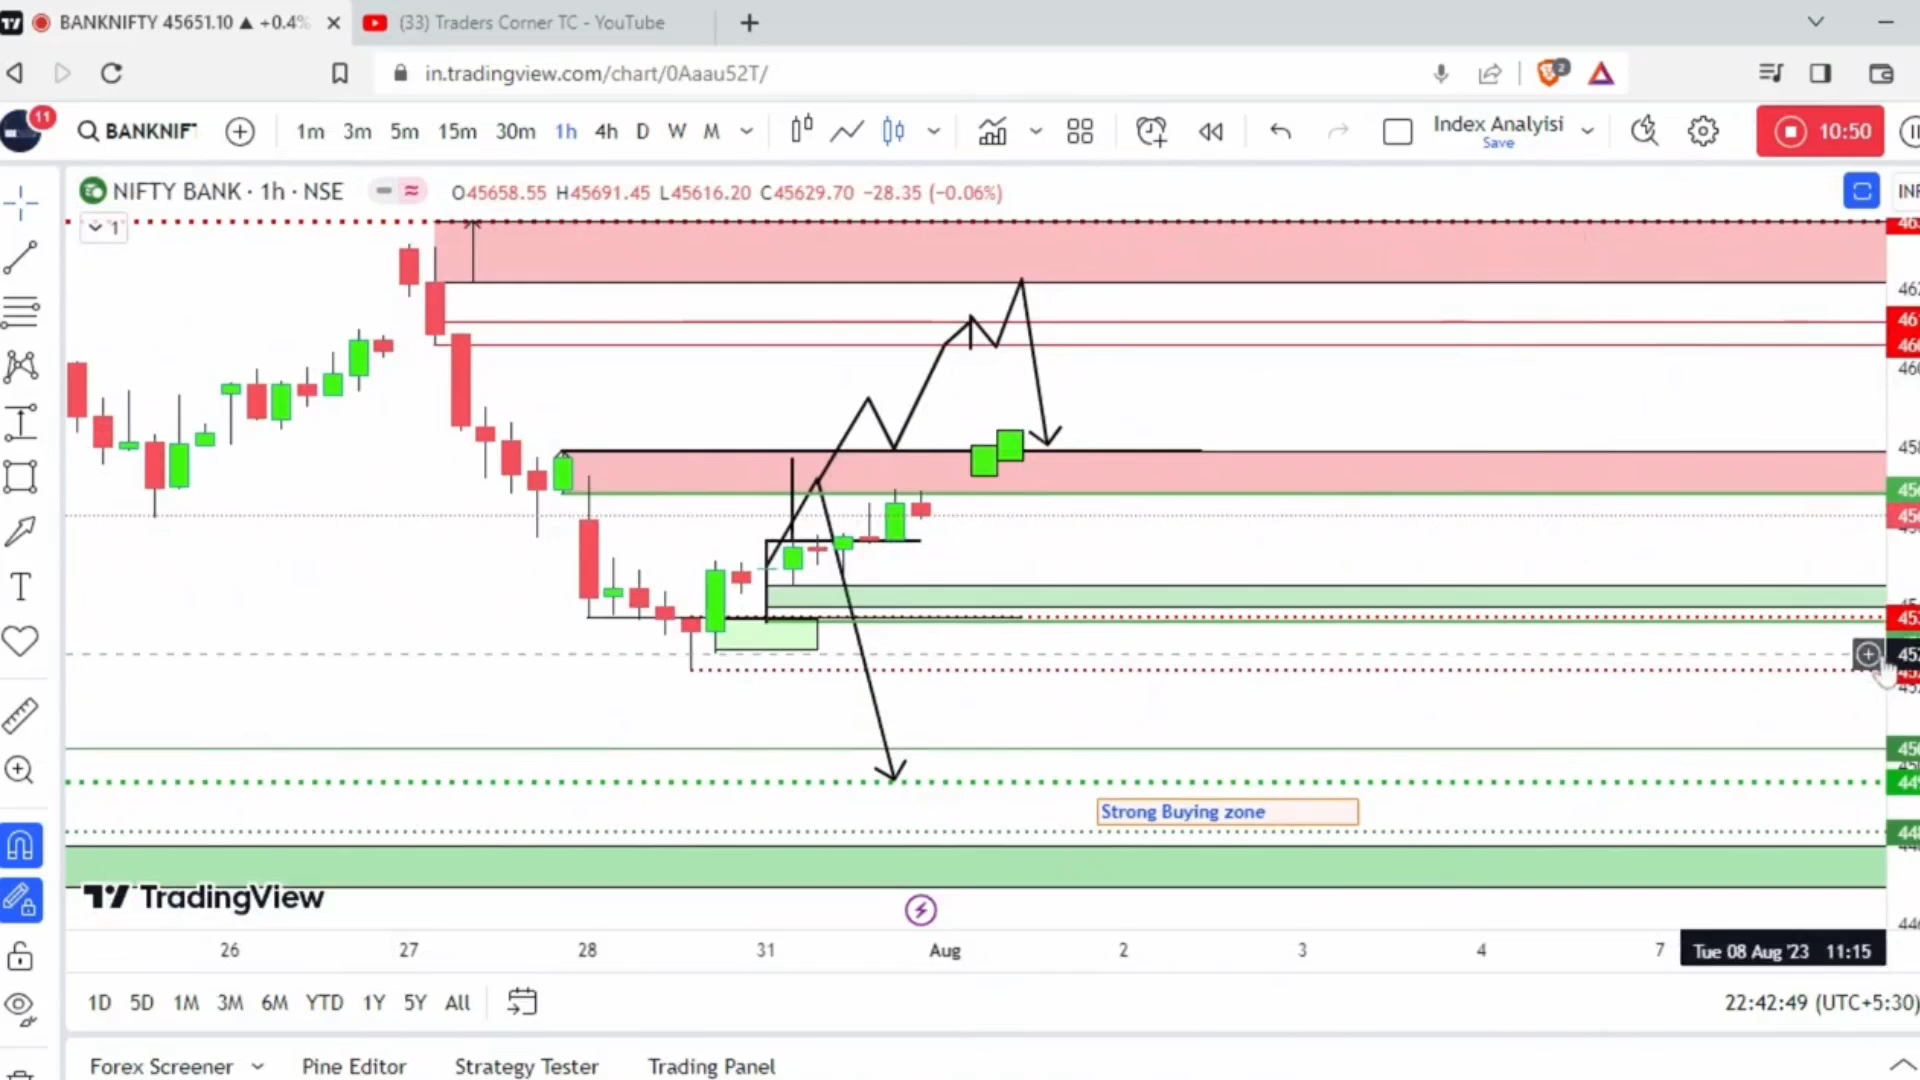 BANKNIFTY 45651.10 ▲ +0.4%
(33) Traders Corner TC - YouTube
in.tradingview.com/chart/0Aaau52T/
2
11
BANKNIF
1m 3m 5m 15m 30m 1h 4h D W M
Index Analyisi
Save
10:50
NIFTY BANK · 1h · NSE
O45658.55 H45691.45 L45616.20 C45629.70 −28.35 (−0.06%)
1
Strong Buying zone
TradingView
26 27 28 31 Aug 2 3 4 7
Tue 08 Aug '23 11:15
1D 5D 1M 3M 6M YTD 1Y 5Y All
22:42:49 (UTC+5:30)
Forex Screener Pine Editor Strategy Tester Trading Panel